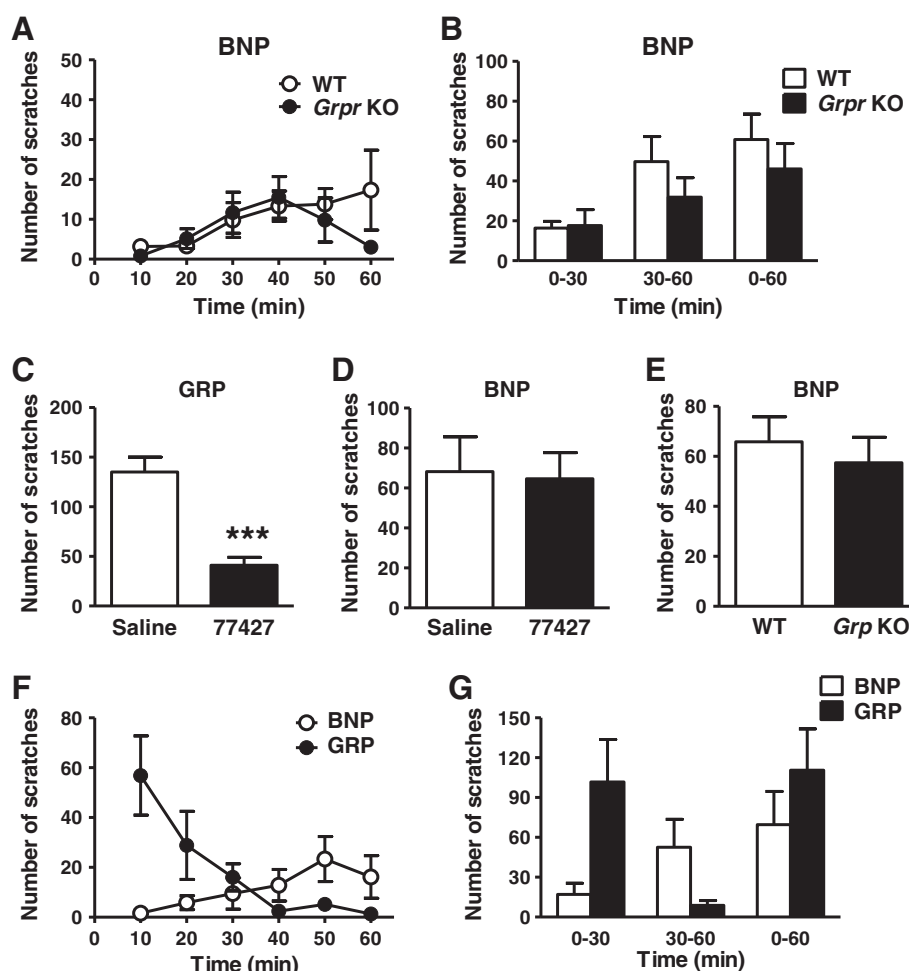 A
BNP
Number of scratches
50
40
30
20
10
0
WT
Grpr KO
0 10 20 30 40 50 60
Time (min)
B
BNP
Number of scratches
100
80
60
40
20
0
WT
Grpr KO
0-30 30-60 0-60
Time (min)
C
GRP
Number of scratches
200
150
100
50
0
***
Saline 77427
D
BNP
Number of scratches
100
80
60
40
20
0
Saline 77427
E
BNP
Number of scratches
80
60
40
20
0
WT Grp KO
F
Number of scratches
80
60
40
20
0
BNP
GRP
0 10 20 30 40 50 60
Time (min)
G
Number of scratches
150
120
90
60
30
0
BNP
GRP
0-30 30-60 0-60
Time (min)